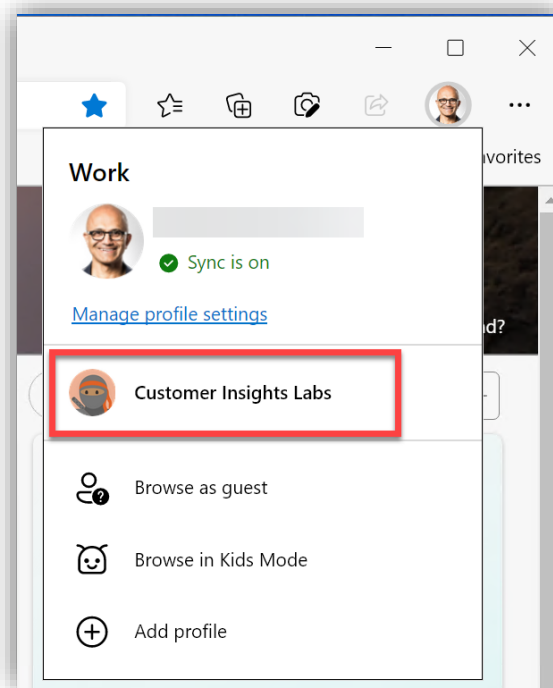 avorites
Work
Sync is on
Manage profile settings
d?
Customer Insights Labs
Browse as guest
Browse in Kids Mode
Add profile